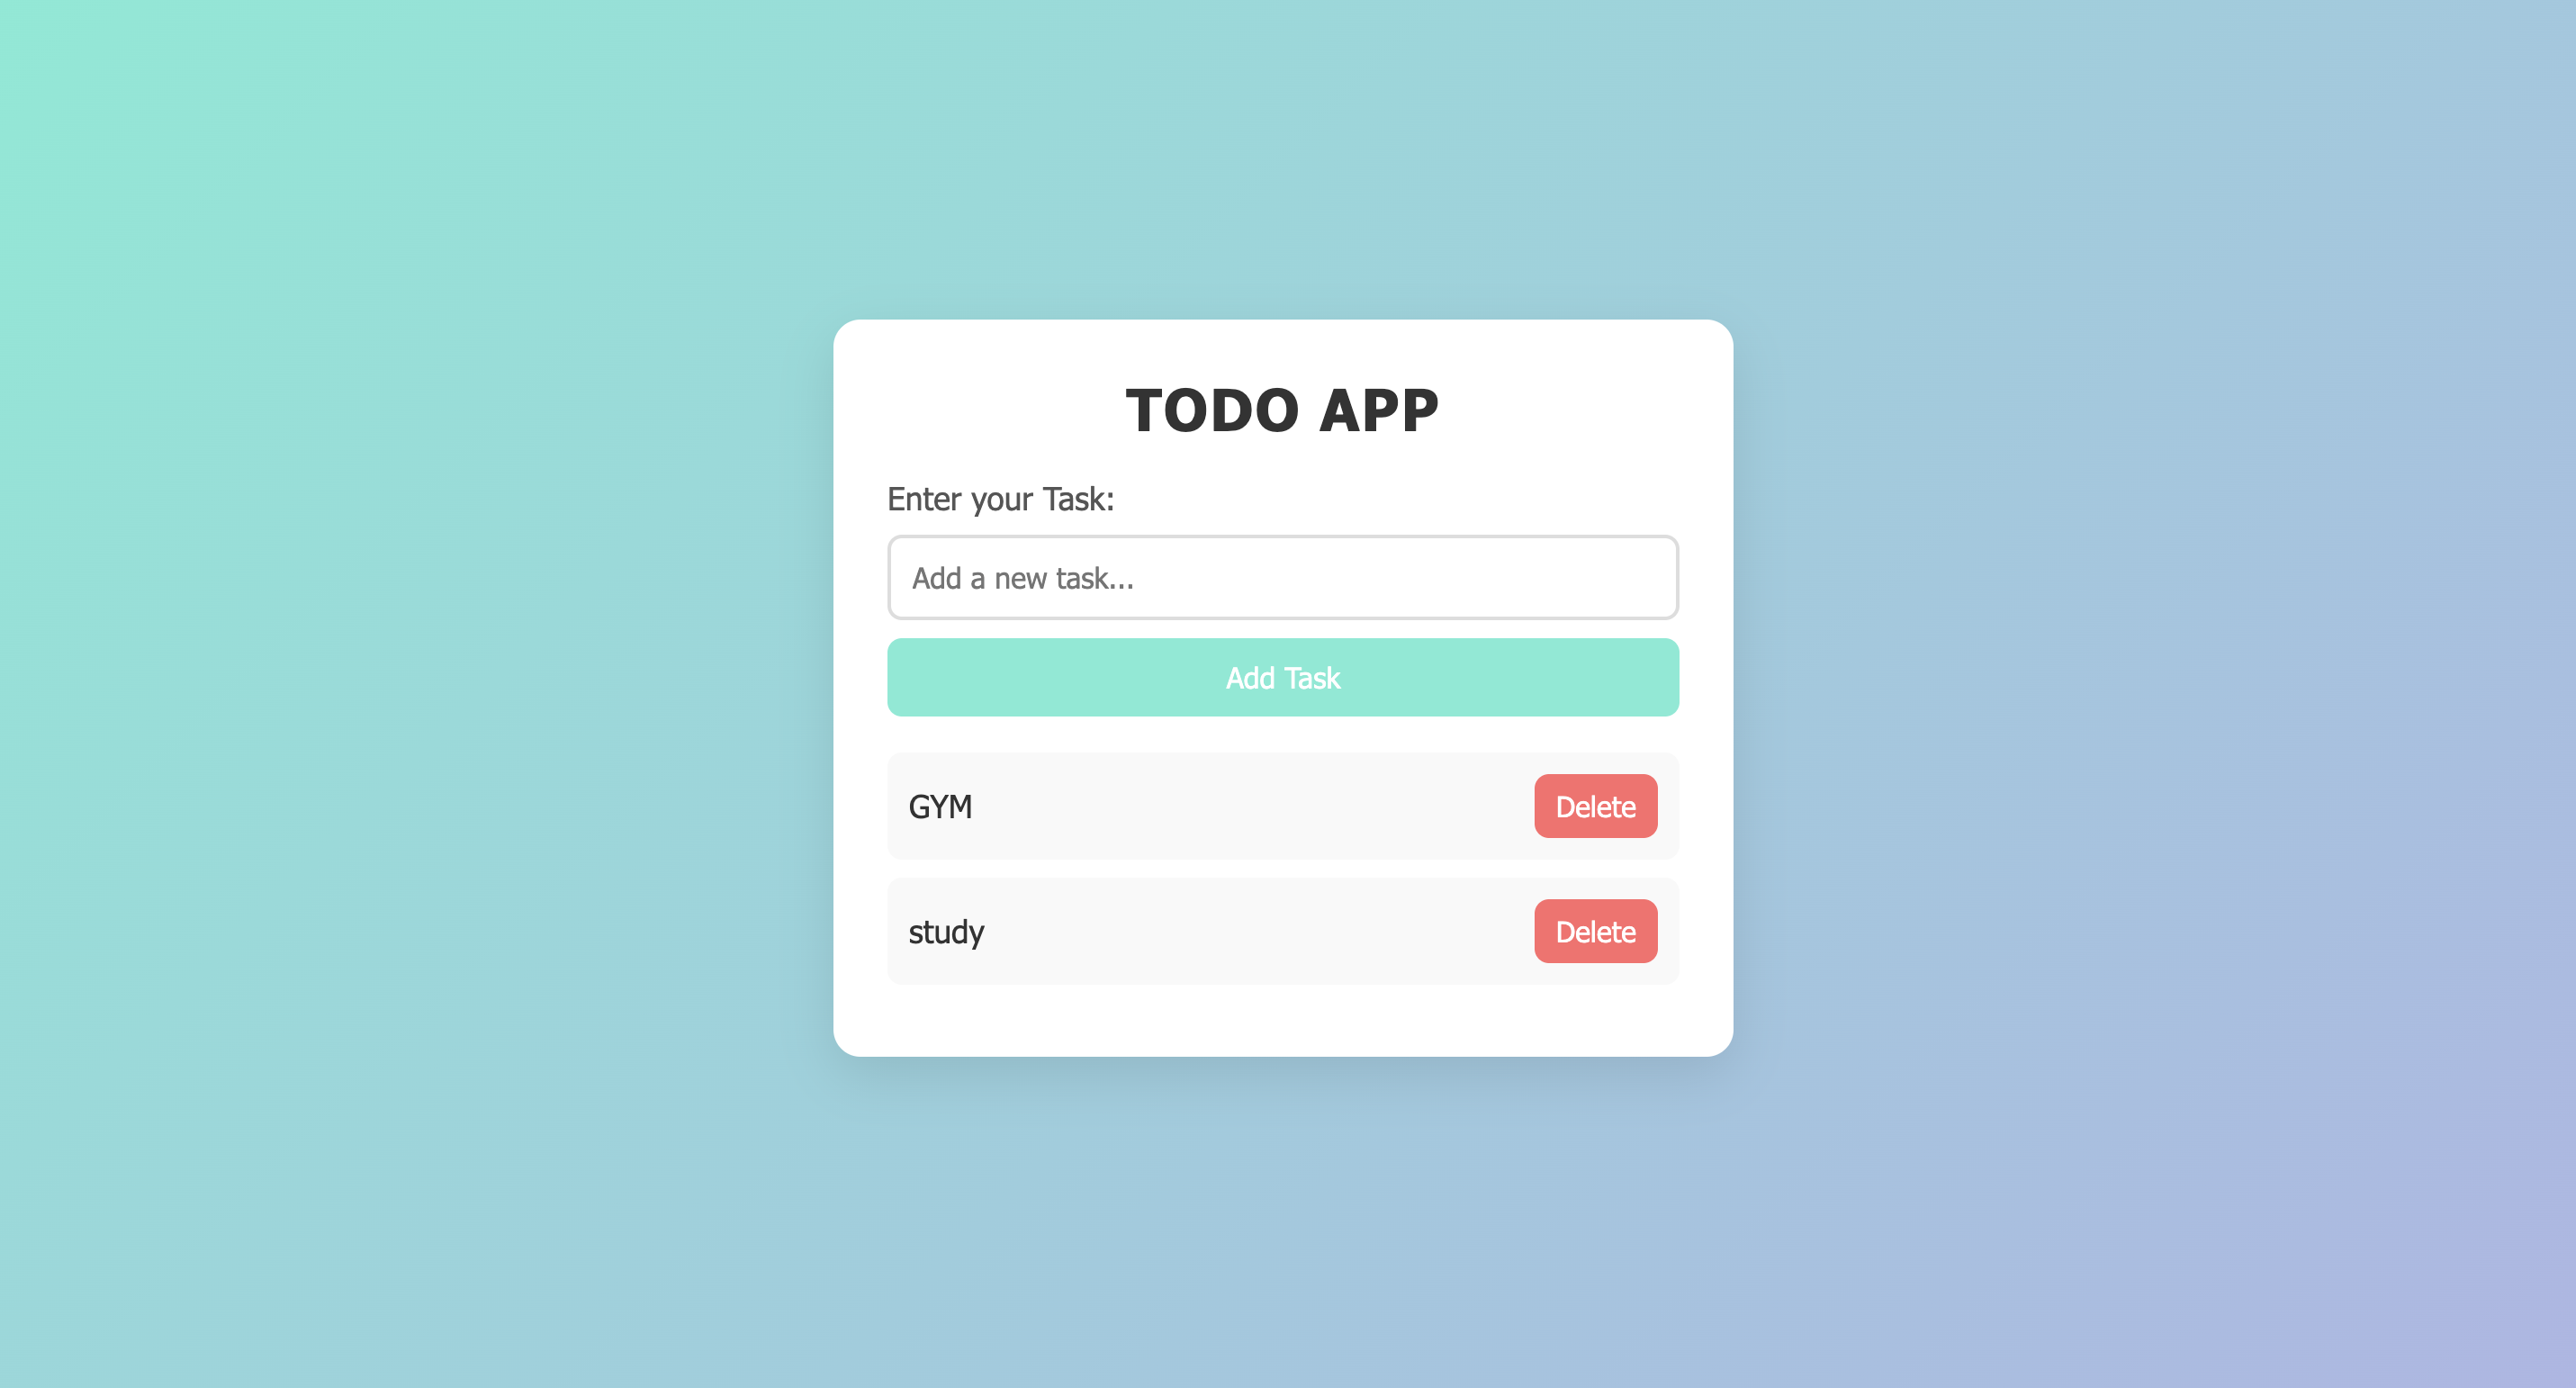 TODO APP
Enter your Task:
Add a new task...
Add Task
GYM
Delete
study
Delete